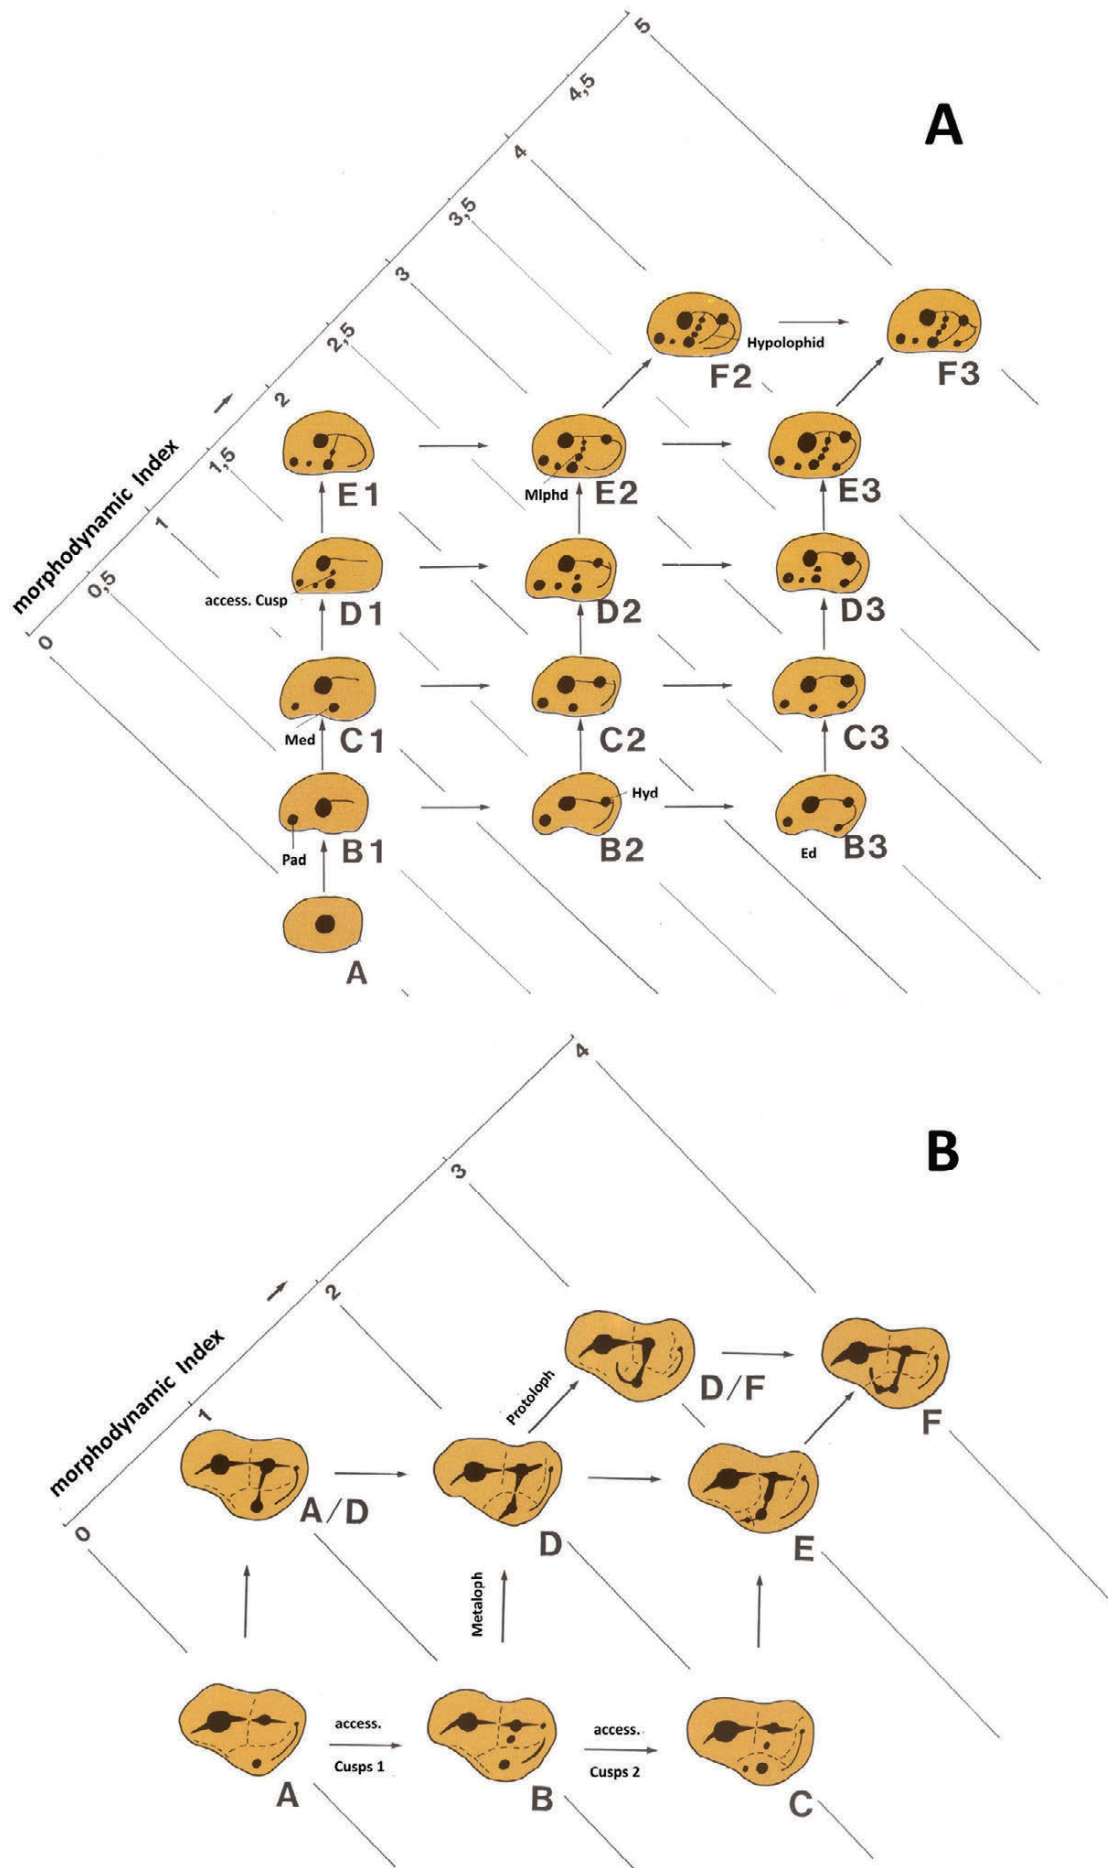 5
4,5
A
4
3,5
3
2,5
Hypolophid
F2
F3
2
morphodynamic Index
1,5
Mlphd
E1
E2
E3
1
0,5
access. Cusp
D1
D2
D3
0
Med
C1
C2
C3
Hyd
Pad
B1
B2
Ed
B3
A
4
B
3
2
morphodynamic Index
Protoloph
D/F
F
1
A/D
D
E
0
Metaloph
access.
Cusps 1
access.
Cusps 2
A
B
C